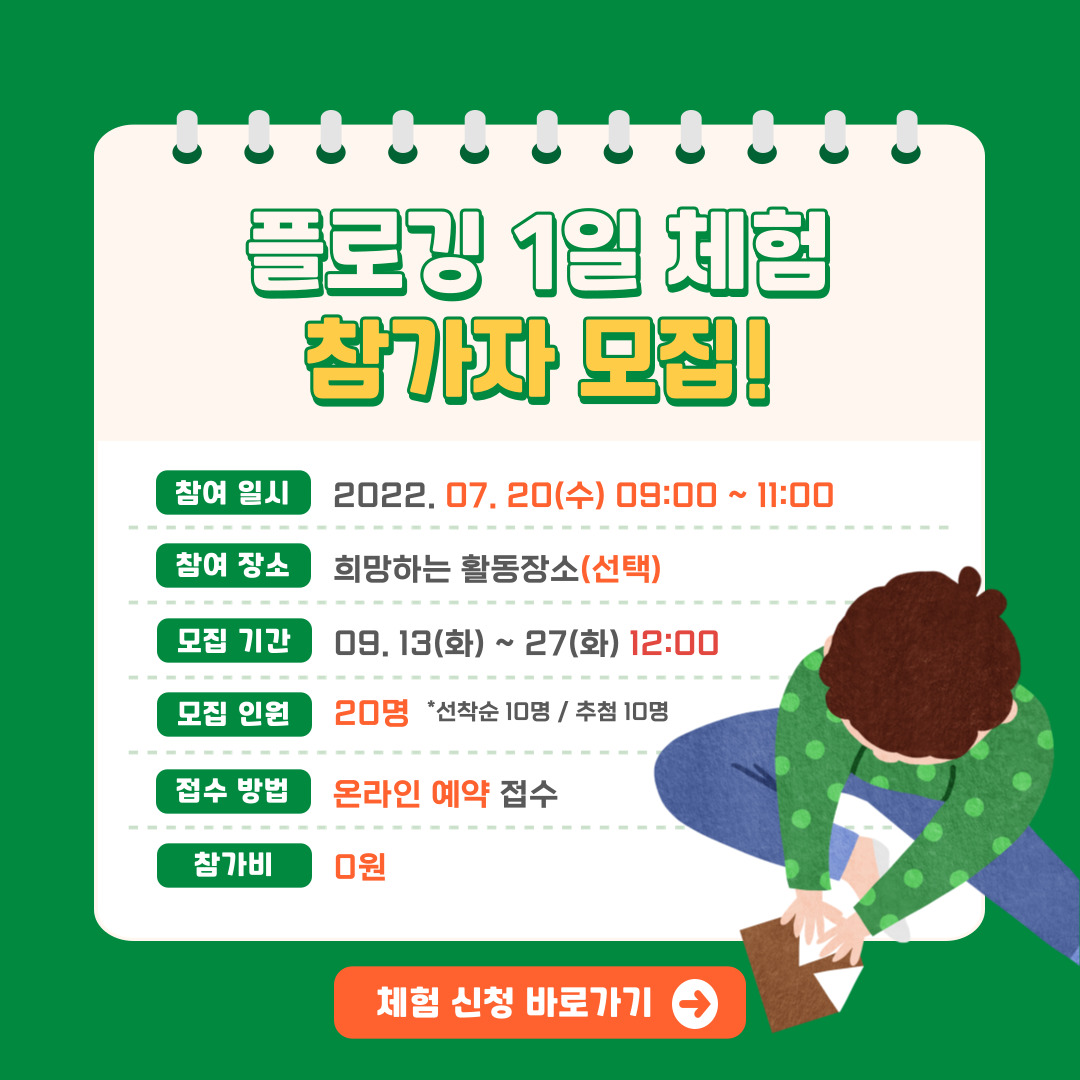 플로깅 1일 체험
참가자 모집!
참여 일시 2022. 07. 20(수) 09:00 ~ 11:00
참여 장소 희망하는 활동장소(선택)
모집 기간 09. 13(화) ~ 27(화) 12:00
모집 인원 20명 *선착순 10명 / 추첨 10명
접수 방법 온라인 예약 접수
참가비 0원
체험 신청 바로가기